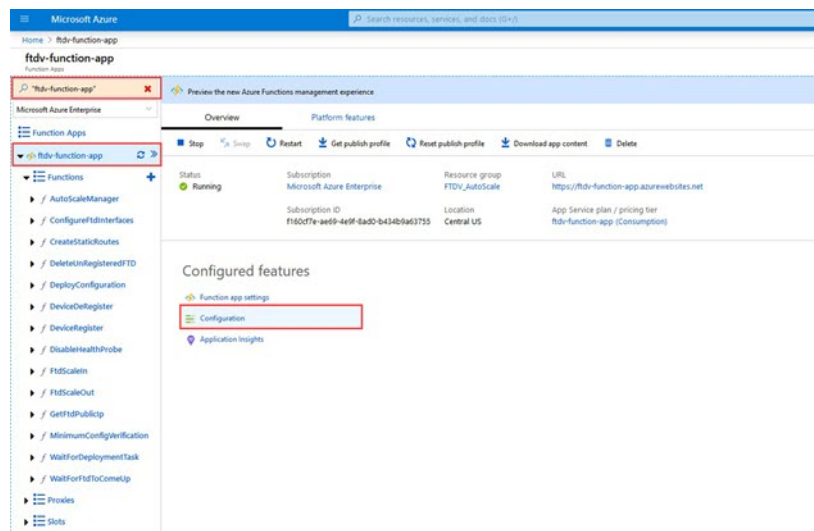 Microsoft Azure
Search resources, services, and docs (G+/)
Home > ftdv-function-app
ftdv-function-app
Function Apps
"ftdv-function-app"
Microsoft Azure Enterprise
Function Apps
ftdv-function-app
Functions
AutoScaleManager
ConfigureFtdInterfaces
CreateStaticRoutes
DeleteUnRegisteredFTD
DeployConfiguration
DeviceDeRegister
DeviceRegister
DisableHealthProbe
FtdScaleIn
FtdScaleOut
GetFtdPublicIp
MinimumConfigVerification
WaitForDeploymentTask
WaitForFtdToComeUp
Proxies
Slots
Preview the new Azure Functions management experience
Overview Platform features
Stop Swap Restart Get publish profile Reset publish profile Download app content Delete
Status Subscription Resource group URL
Running Microsoft Azure Enterprise FTDV_AutoScale https://ftdv-function-app.azurewebsites.net
Subscription ID Location App Service plan / pricing tier
f160cf7e-ae69-4e9f-8ad0-b434b9a63755 Central US ftdv-function-app (Consumption)
Configured features
Function app settings
Configuration
Application Insights